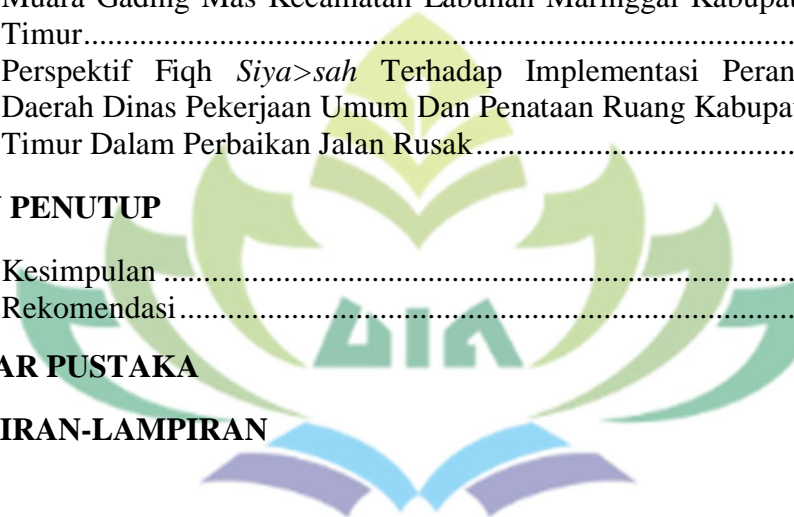 Muara Gading Mas Kecamatan Labuhan Maringgai Kabupat
Timur
Perspektif Fiqh Siya>sah Terhadap Implementasi Peran
Daerah Dinas Pekerjaan Umum Dan Penataan Ruang Kabupat
Timur Dalam Perbaikan Jalan Rusak
PENUTUP
Kesimpulan
Rekomendasi
AR PUSTAKA
IRAN-LAMPIRAN